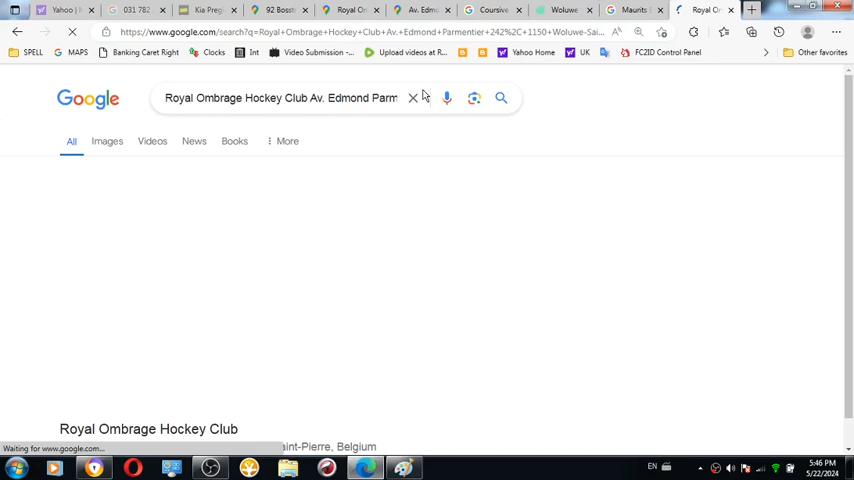 Yahoo |
031 782
Kia Pregi
92 Bosst
Royal On
Av. Edmo
Coursive
Woluwe
Maurits E
Royal Or
https://www.google.com/search?q=Royal+Ombrage+Hockey+Club+Av.+Edmond+Parmentier+242%2C+1150+Woluwe-Sai...
SPELL
MAPS
Banking Caret Right
Clocks
Int
Video Submission -...
Upload videos at R...
Yahoo Home
UK
FC2ID Control Panel
Other favorites
Google
Royal Ombrage Hockey Club Av. Edmond Parm
All
Images
Videos
News
Books
More
Royal Ombrage Hockey Club
aint-Pierre, Belgium
Waiting for www.google.com...
EN
5:46 PM
5/22/2024